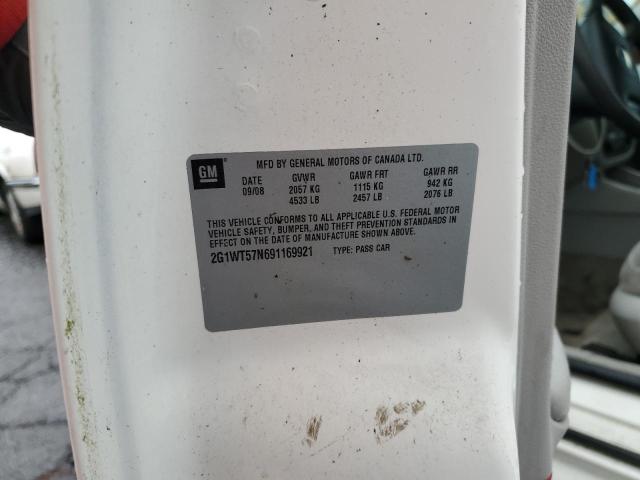 GM
MFD BY GENERAL MOTORS OF CANADA LTD.
DATE GVWR GAWR FRT GAWR RR
09/08 2057 KG 1115 KG 942 KG
4533 LB 2457 LB 2076 LB
THIS VEHICLE CONFORMS TO ALL APPLICABLE U.S. FEDERAL MOTOR
VEHICLE SAFETY, BUMPER, AND THEFT PREVENTION STANDARDS IN
EFFECT ON THE DATE OF MANUFACTURE SHOWN ABOVE.
2G1WT57N691169921 TYPE: PASS CAR